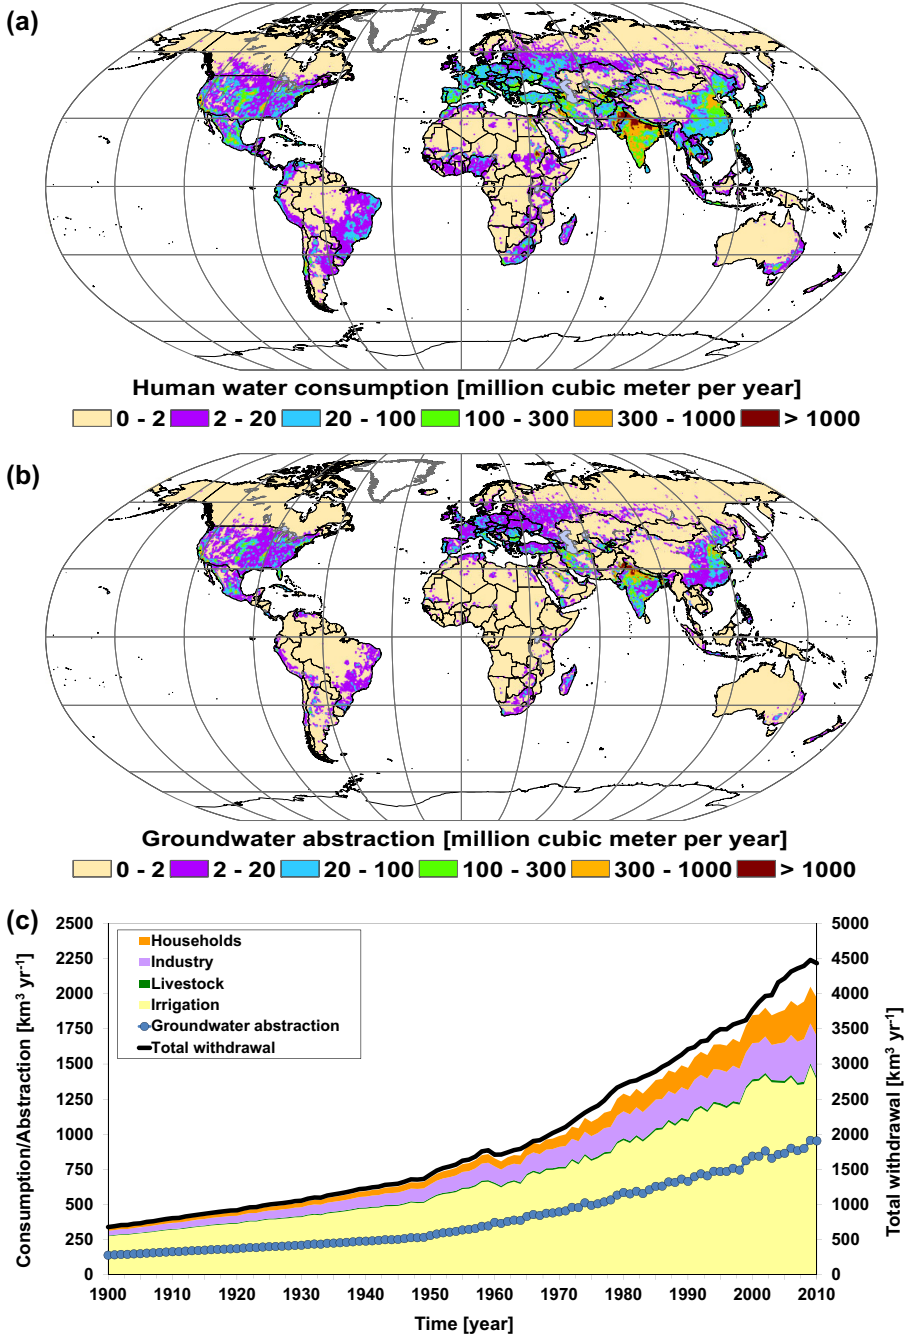 (a)
Human water consumption [million cubic meter per year]
0 - 2 2 - 20 20 - 100 100 - 300 300 - 1000 > 1000
(b)
Groundwater abstraction [million cubic meter per year]
0 - 2 2 - 20 20 - 100 100 - 300 300 - 1000 > 1000
(c)
Consumption/Abstraction [km³ yr⁻¹]
2500
2250
2000
1750
1500
1250
1000
750
500
250
0
Households
Industry
Livestock
Irrigation
Groundwater abstraction
Total withdrawal
5000
4500
4000
3500
3000
2500
2000
1500
1000
500
0
Total withdrawal [km³ yr⁻¹]
1900 1910 1920 1930 1940 1950 1960 1970 1980 1990 2000 2010
Time [year]